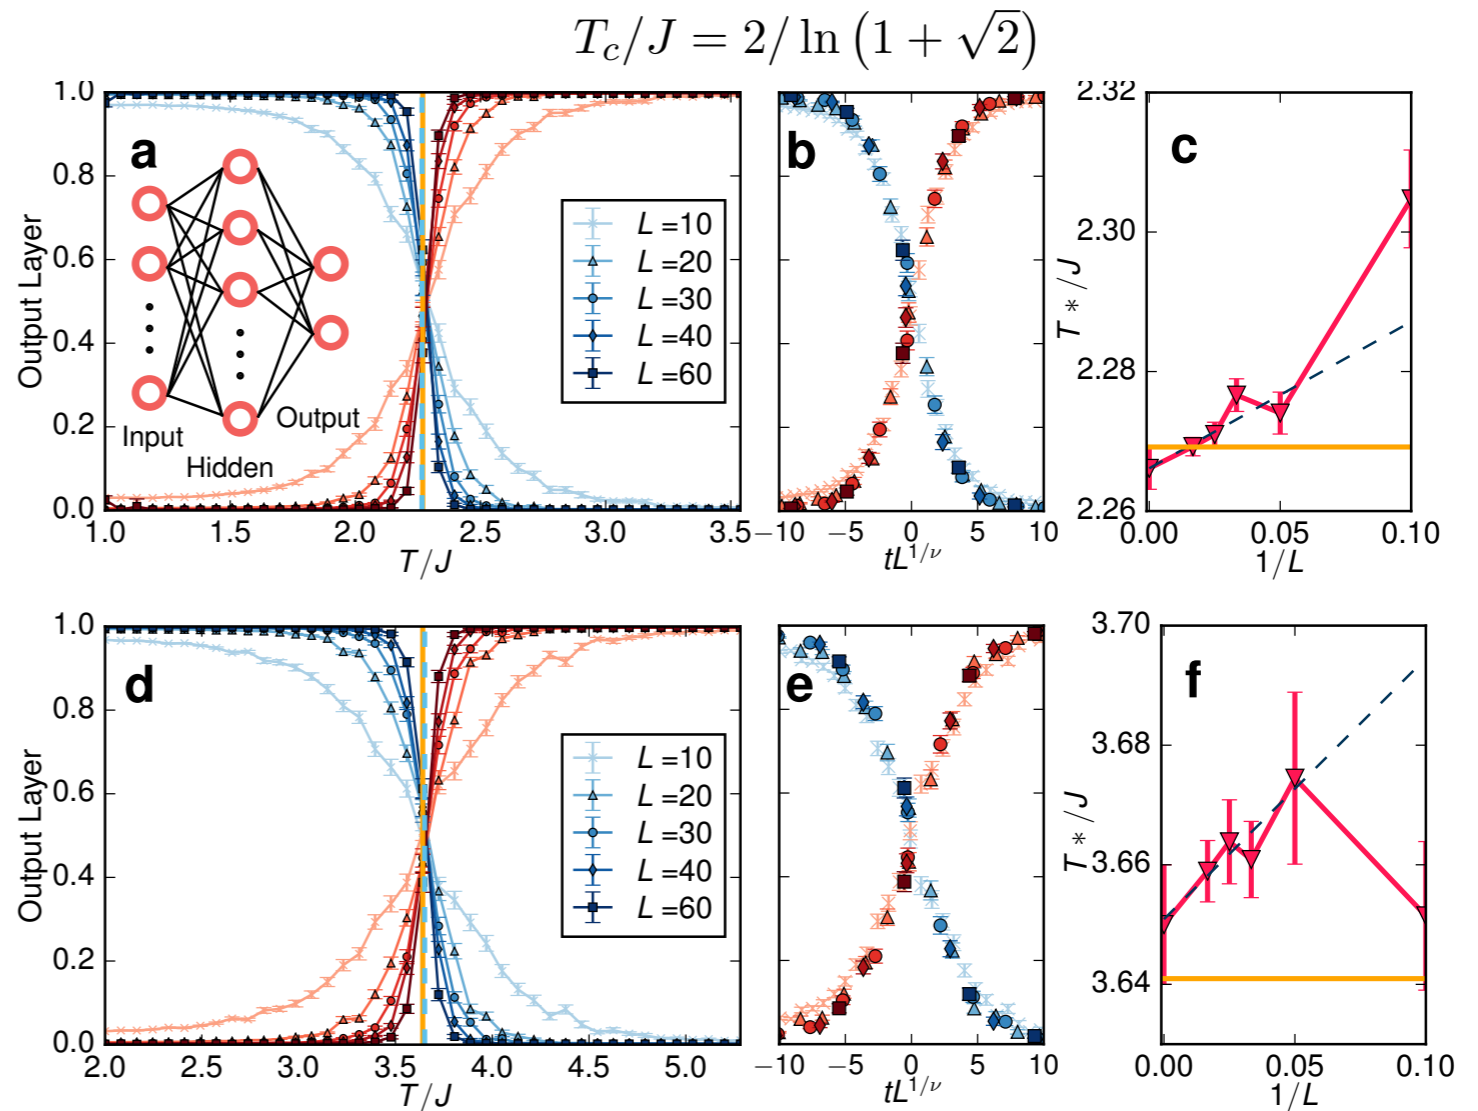 T_c/J = 2/ ln (1 + √2)
a
Output Layer
1.0
0.8
0.6
0.4
0.2
0.0
1.0 1.5 2.0 2.5 3.0 3.5
T/J
Input
Hidden
Output
L =10
L =20
L =30
L =40
L =60
b
−10 −5 0 5 10
tL^{1/ν}
c
T*/J
2.32
2.30
2.28
2.26
0.00 0.05 0.10
1/L
d
Output Layer
1.0
0.8
0.6
0.4
0.2
0.0
2.0 2.5 3.0 3.5 4.0 4.5 5.0
T/J
L =10
L =20
L =30
L =40
L =60
e
−10 −5 0 5 10
tL^{1/ν}
f
T*/J
3.70
3.68
3.66
3.64
0.00 0.05 0.10
1/L